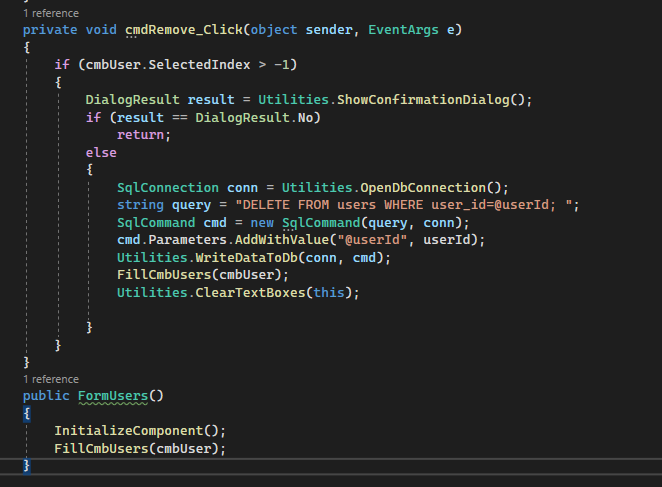 1 reference
private void cmdRemove_Click(object sender, EventArgs e)
{
if (cmbUser.SelectedIndex > -1)
{
DialogResult result = Utilities.ShowConfirmationDialog();
if (result == DialogResult.No)
return;
else
{
SqlConnection conn = Utilities.OpenDbConnection();
string query = "DELETE FROM users WHERE user_id=@userId; ";
SqlCommand cmd = new SqlCommand(query, conn);
cmd.Parameters.AddWithValue("@userId", userId);
Utilities.WriteDataToDb(conn, cmd);
FillCmbUsers(cmbUser);
Utilities.ClearTextBoxes(this);
}
}
}
1 reference
public FormUsers()
{
InitializeComponent();
FillCmbUsers(cmbUser);
}